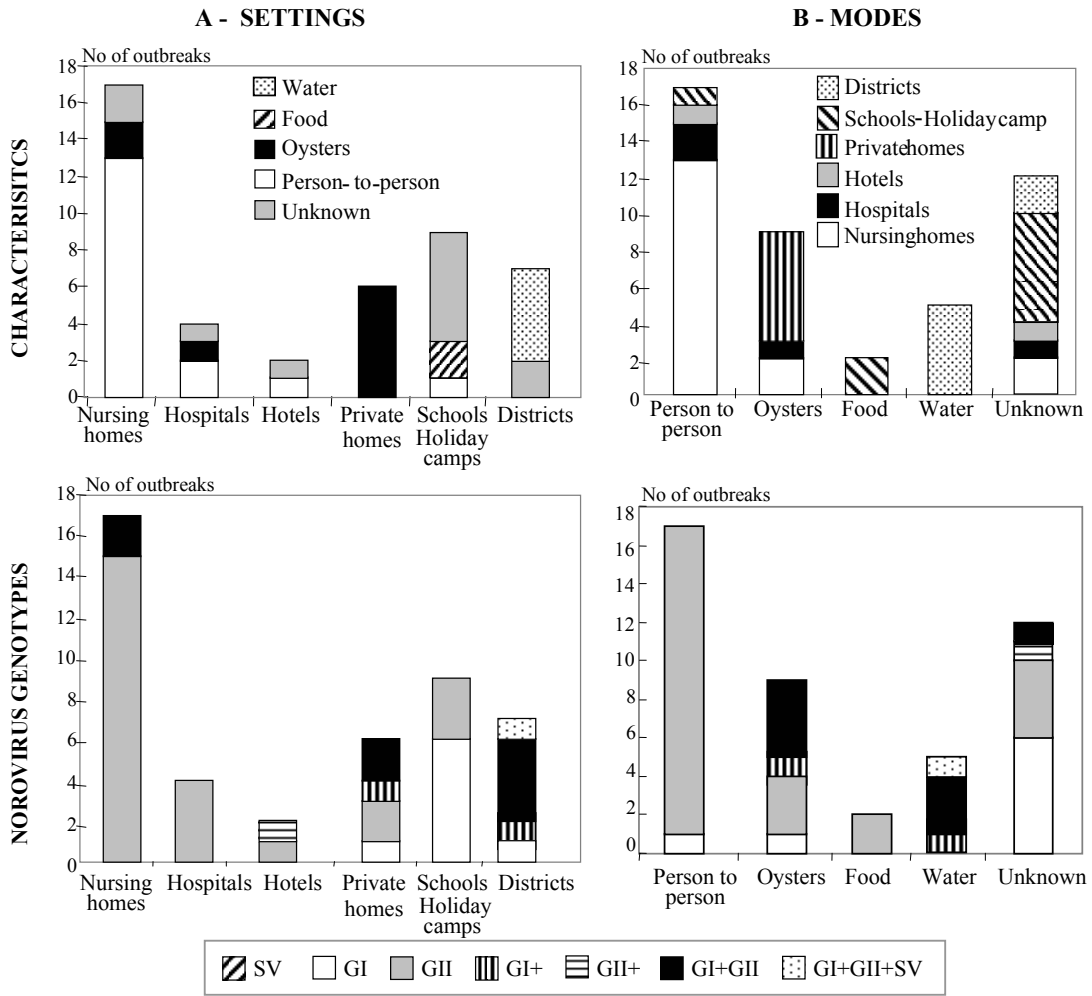 A - SETTINGS
B - MODES
CHARACTERISITCS
No of outbreaks
18
16
14
12
10
8
6
4
2
0
Water
Food
Oysters
Person-to-person
Unknown
Nursing homes
Hospitals
Hotels
Private homes
Schools Holiday camps
Districts
No of outbreaks
18
16
14
12
10
8
6
4
2
0
Districts
Schools-Holidaycamp
Privatehomes
Hotels
Hospitals
Nursinghomes
Person to person
Oysters
Food
Water
Unknown
NOROVIRUS GENOTYPES
No of outbreaks
18
16
14
12
10
8
6
4
2
0
Nursing homes
Hospitals
Hotels
Private homes
Schools Holiday camps
Districts
No of outbreaks
18
16
14
12
10
8
6
4
2
0
Person to person
Oysters
Food
Water
Unknown
SV GI GII GI+ GII+ GI+GII GI+GII+SV